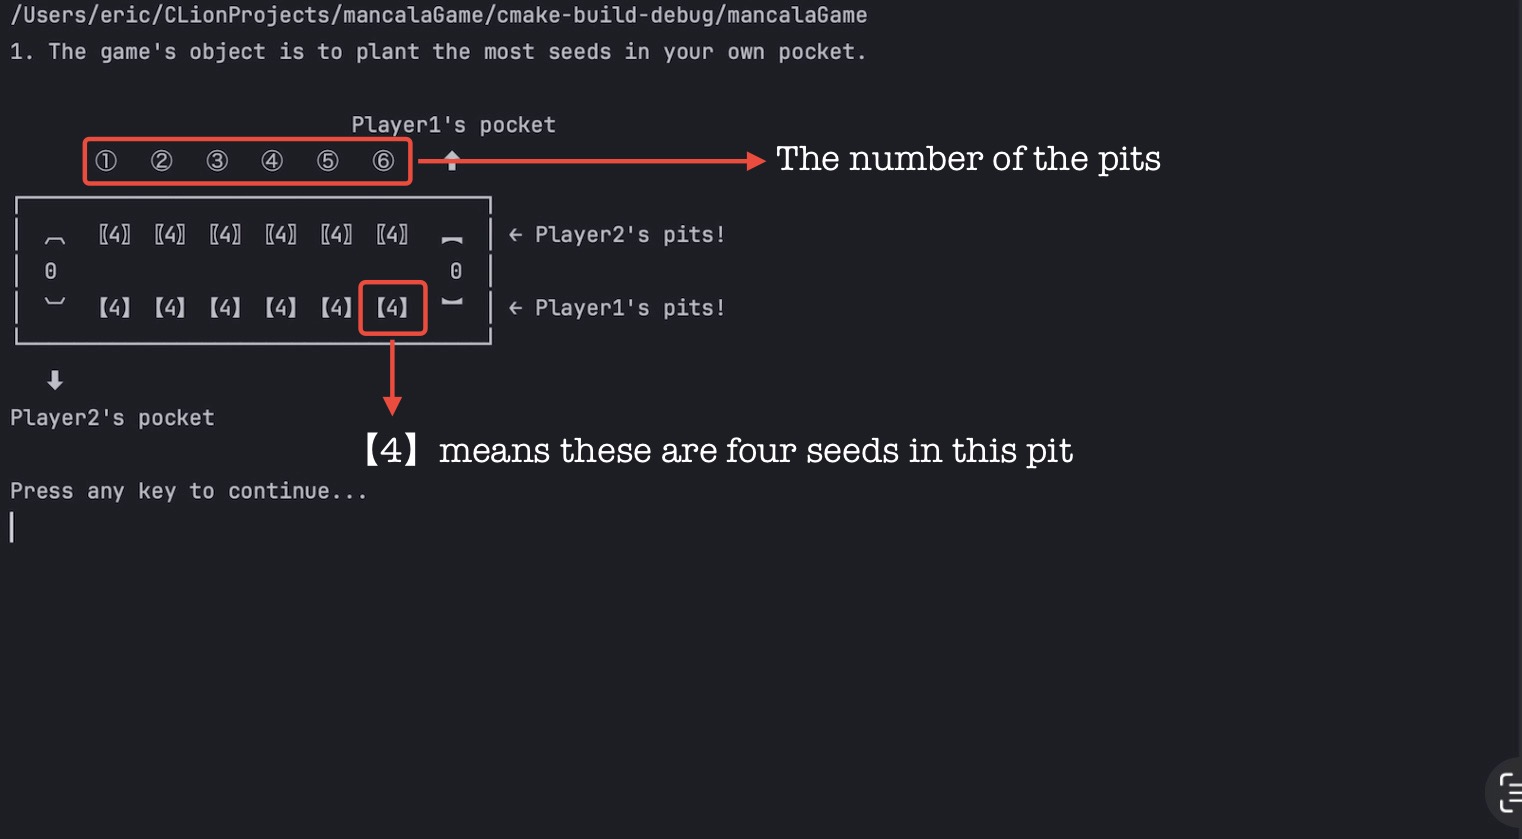 /Users/eric/CLionProjects/mancalaGame/cmake-build-debug/mancalaGame
1. The game's object is to plant the most seeds in your own pocket.
Player1's pocket
① ② ③ ④ ⑤ ⑥ ⬆ The number of the pits
〖4〗 〖4〗 〖4〗 〖4〗 〖4〗 〖4〗 ← Player2's pits!
0 0
【4】 【4】 【4】 【4】 【4】 【4】 ← Player1's pits!
⬇
Player2's pocket
【4】 means these are four seeds in this pit
Press any key to continue...